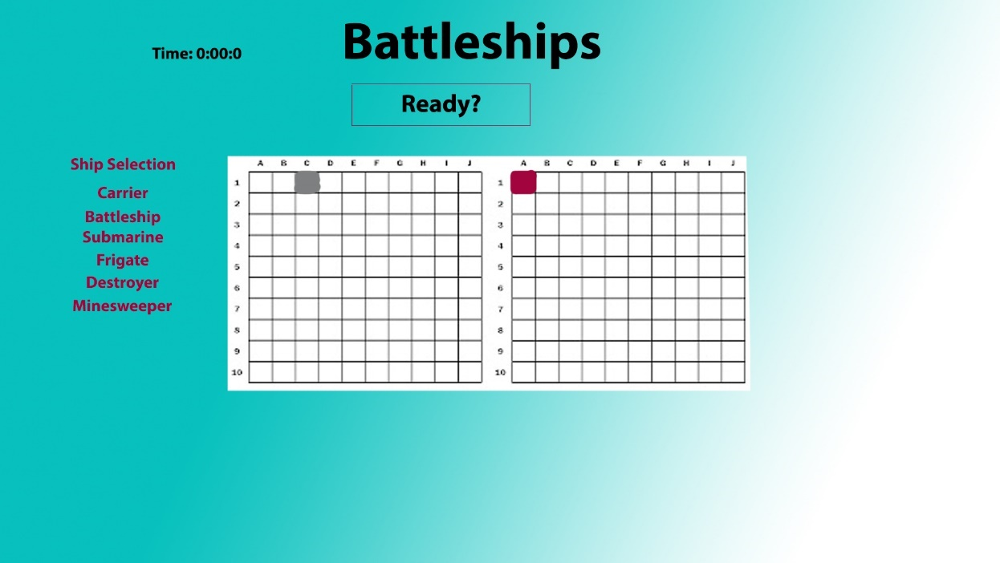 Battleships
Time: 0:00:0
Ready?
Ship Selection
Carrier
Battleship
Submarine
Frigate
Destroyer
Minesweeper
A B C D E F G H I J
1
2
3
4
5
6
7
8
9
10
A B C D E F G H I J
1
2
3
4
5
6
7
8
9
10